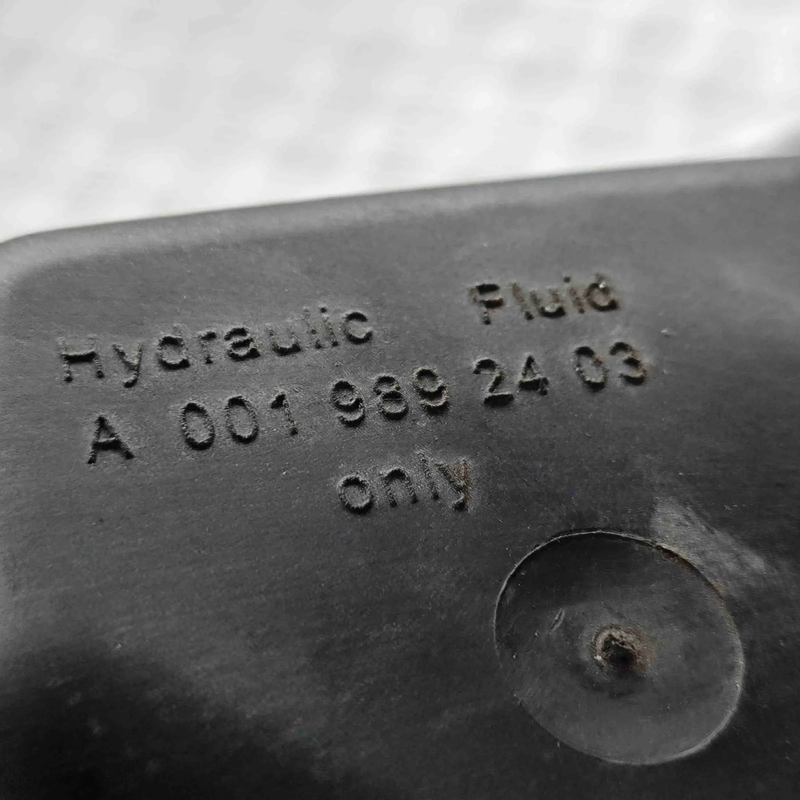 Hydraulic Fluid
A 001 989 24 03
only